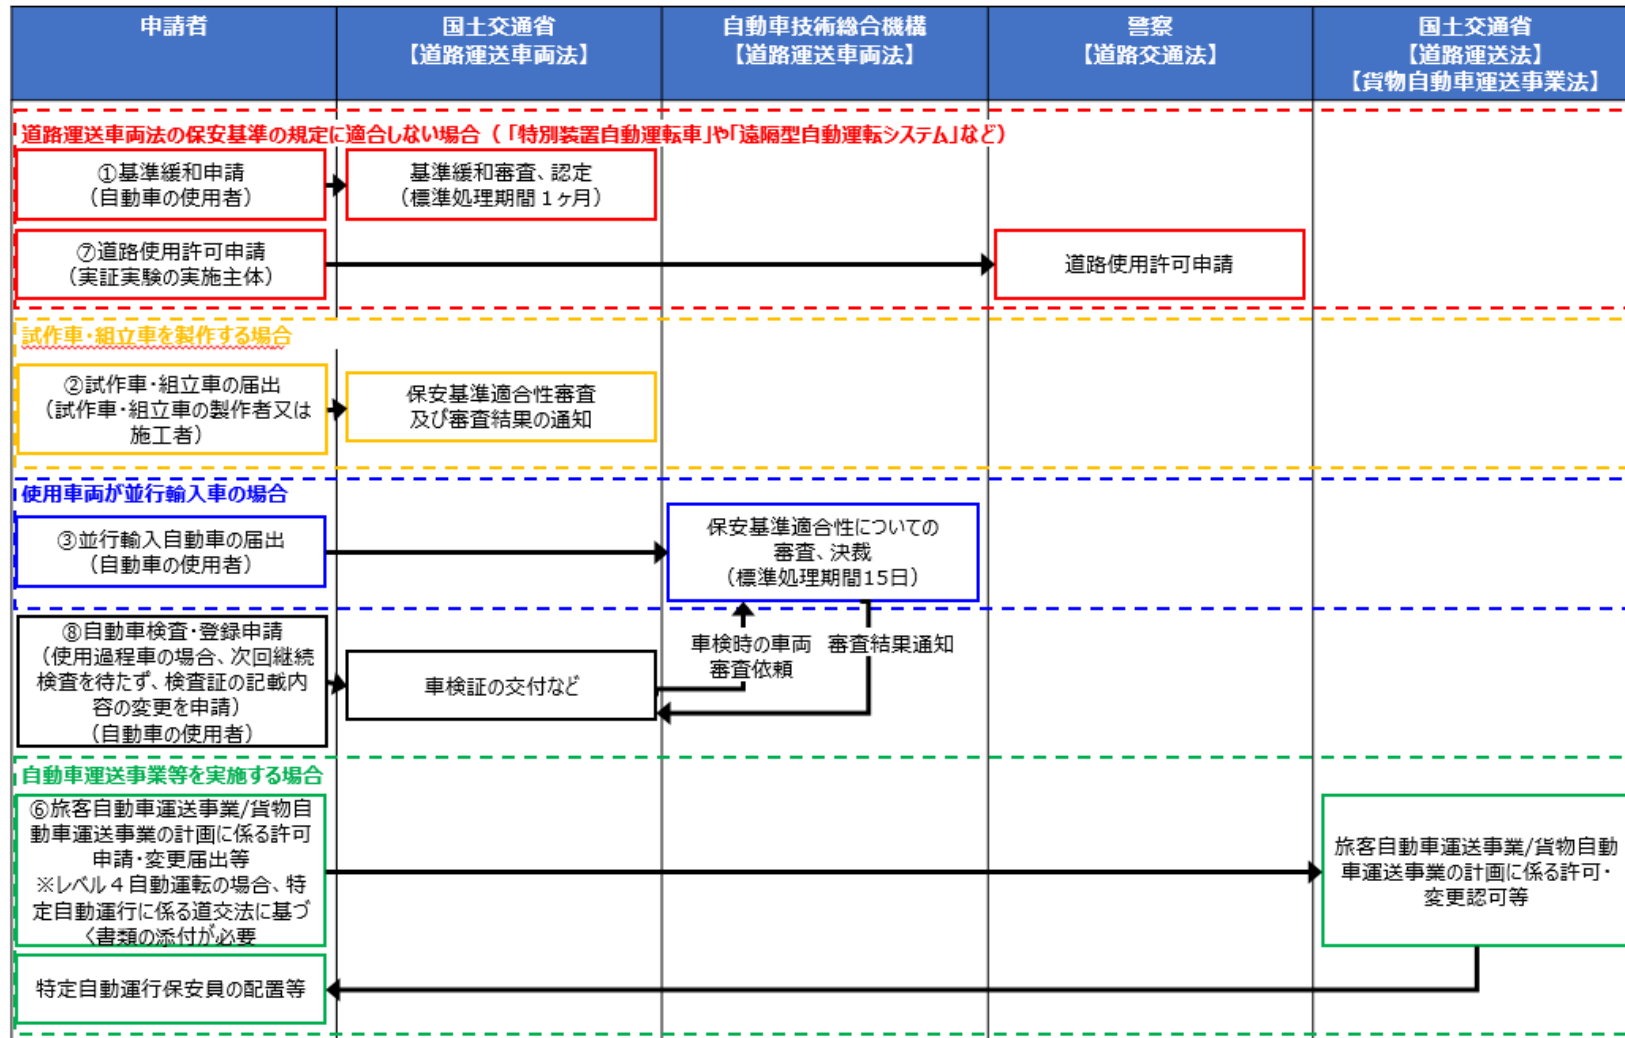 申請者
国土交通省
【道路運送車両法】
自動車技術総合機構
【道路運送車両法】
警察
【道路交通法】
国土交通省
【道路運送法】
【貨物自動車運送事業法】
道路運送車両法の保安基準の規定に適合しない場合（「特別装置自動運転車」や「遠隔型自動運転システム」など）
①基準緩和申請
（自動車の使用者）
基準緩和審査、認定
（標準処理期間１ヶ月）
⑦道路使用許可申請
（実証実験の実施主体）
道路使用許可申請
試作車・組立車を製作する場合
②試作車・組立車の届出
（試作車・組立車の製作者又は
施工者）
保安基準適合性審査
及び審査結果の通知
使用車両が並行輸入車の場合
③並行輸入自動車の届出
（自動車の使用者）
保安基準適合性についての
審査、決裁
（標準処理期間15日）
⑧自動車検査・登録申請
（使用過程車の場合、次回継続
検査を待たず、検査証の記載内
容の変更を申請）
（自動車の使用者）
車検証の交付など
車検時の車両
審査依頼
審査結果通知
自動車運送事業等を実施する場合
⑥旅客自動車運送事業/貨物自
動車運送事業の計画に係る許可
申請・変更届出等
※レベル４自動運転の場合、特
定自動運行に係る道交法に基づ
く書類の添付が必要
旅客自動車運送事業/貨物自動
車運送事業の計画に係る許可・
変更認可等
特定自動運行保安員の配置等